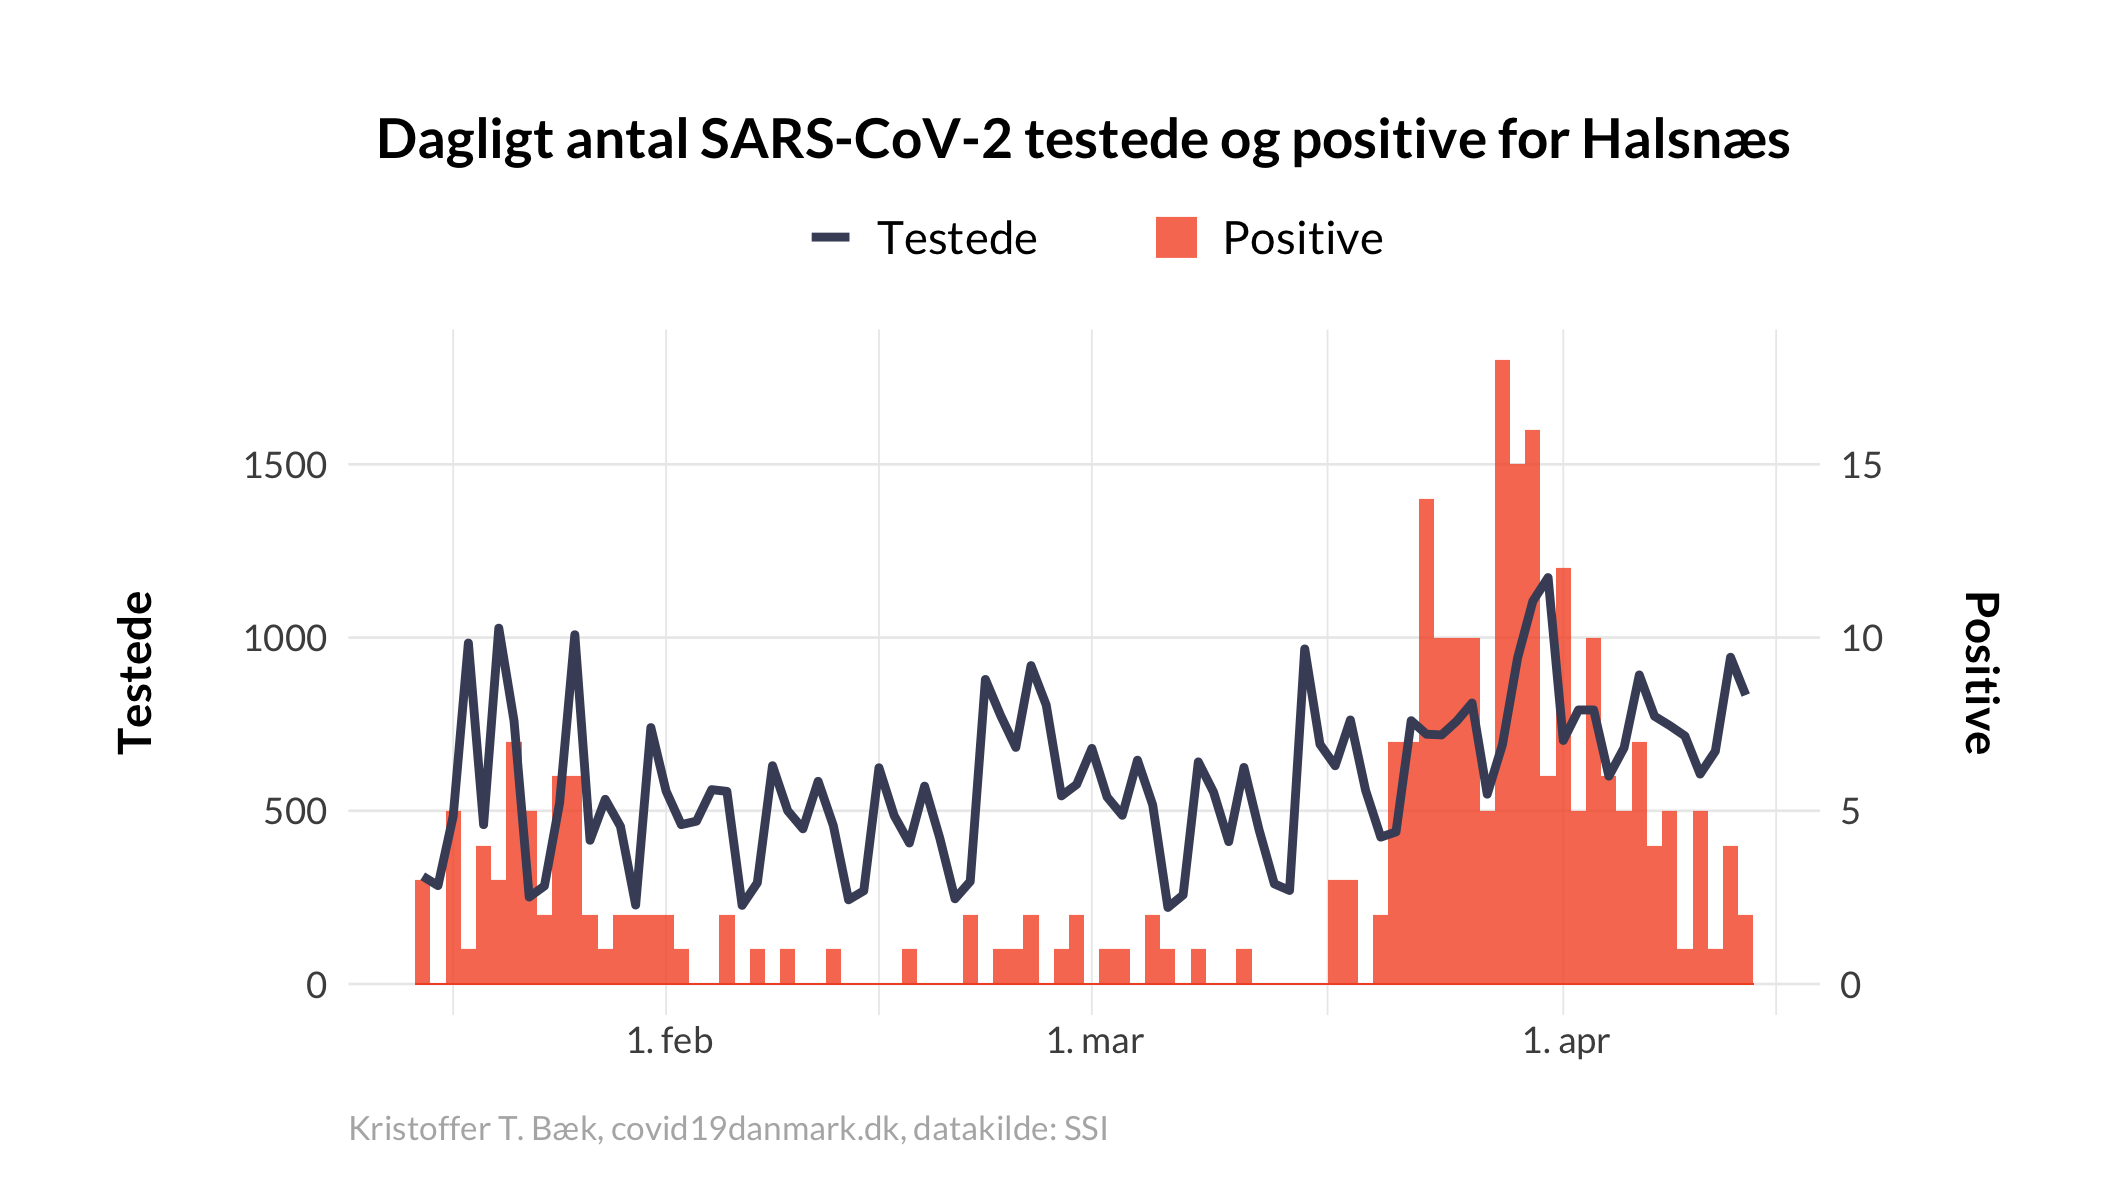 Dagligt antal SARS-CoV-2 testede og positive for Halsnæs
Testede
Positive
1500
1000
500
0
Testede
15
10
5
0
Positive
1. feb
1. mar
1. apr
Kristoffer T. Bæk, covid19danmark.dk, datakilde: SSI